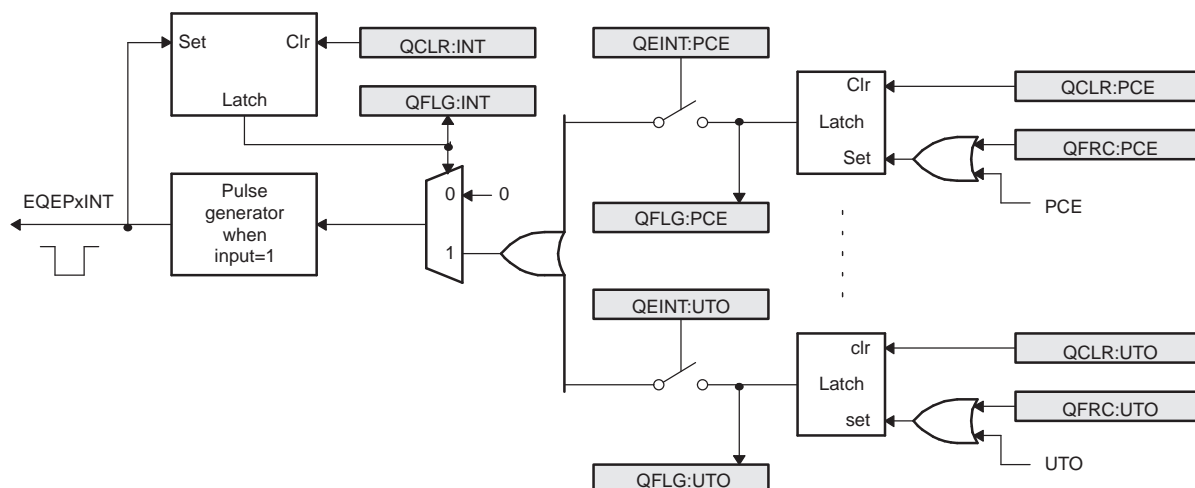 Set
Clr
Latch
QCLR:INT
QFLG:INT
EQEPxINT
Pulse
generator
when
input=1
0
0
1
QEINT:PCE
QFLG:PCE
Clr
Latch
Set
QCLR:PCE
QFRC:PCE
PCE
QEINT:UTO
QFLG:UTO
clr
Latch
set
QCLR:UTO
QFRC:UTO
UTO